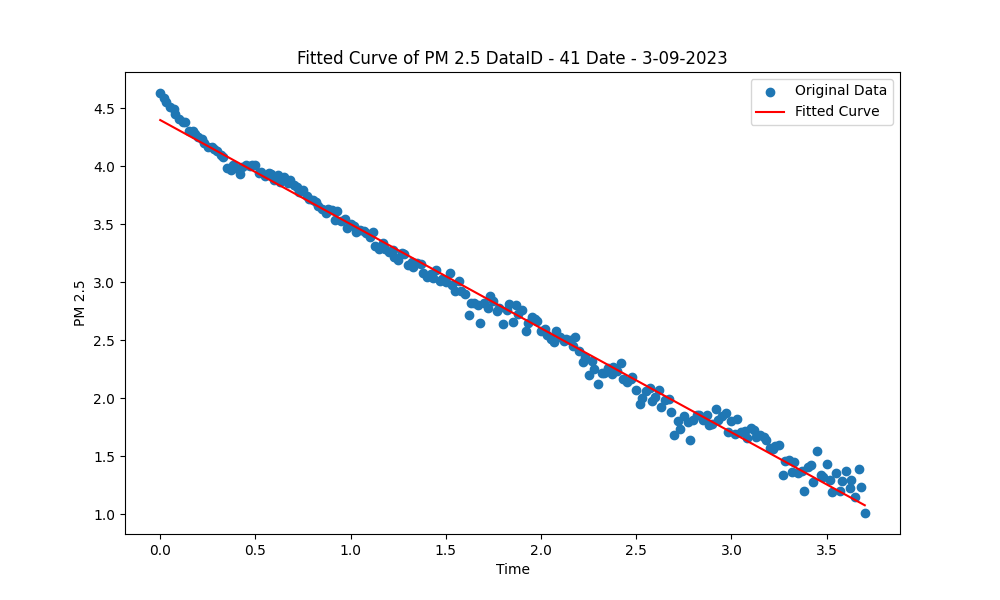 Fitted Curve of PM 2.5 DataID - 41 Date - 3-09-2023
Original Data
Fitted Curve
4.5
4.0
3.5
3.0
2.5
2.0
1.5
1.0
PM 2.5
0.0 0.5 1.0 1.5 2.0 2.5 3.0 3.5
Time